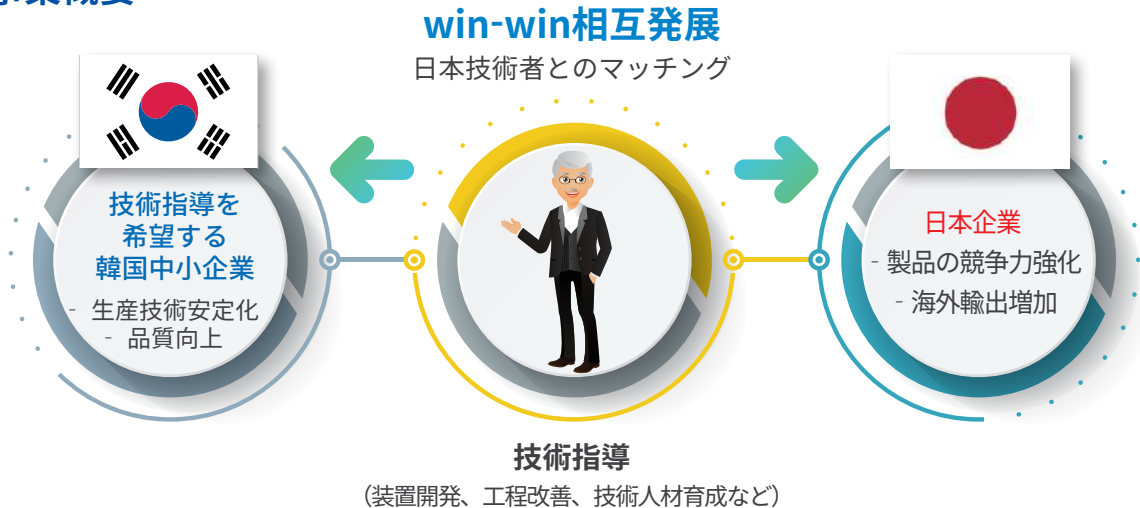 事業概要
win-win相互発展
日本技術者とのマッチング
技術指導を
希望する
韓国中小企業
- 生産技術安定化
- 品質向上
日本企業
- 製品の競争力強化
- 海外輸出増加
技術指導
（装置開発、工程改善、技術人材育成など）